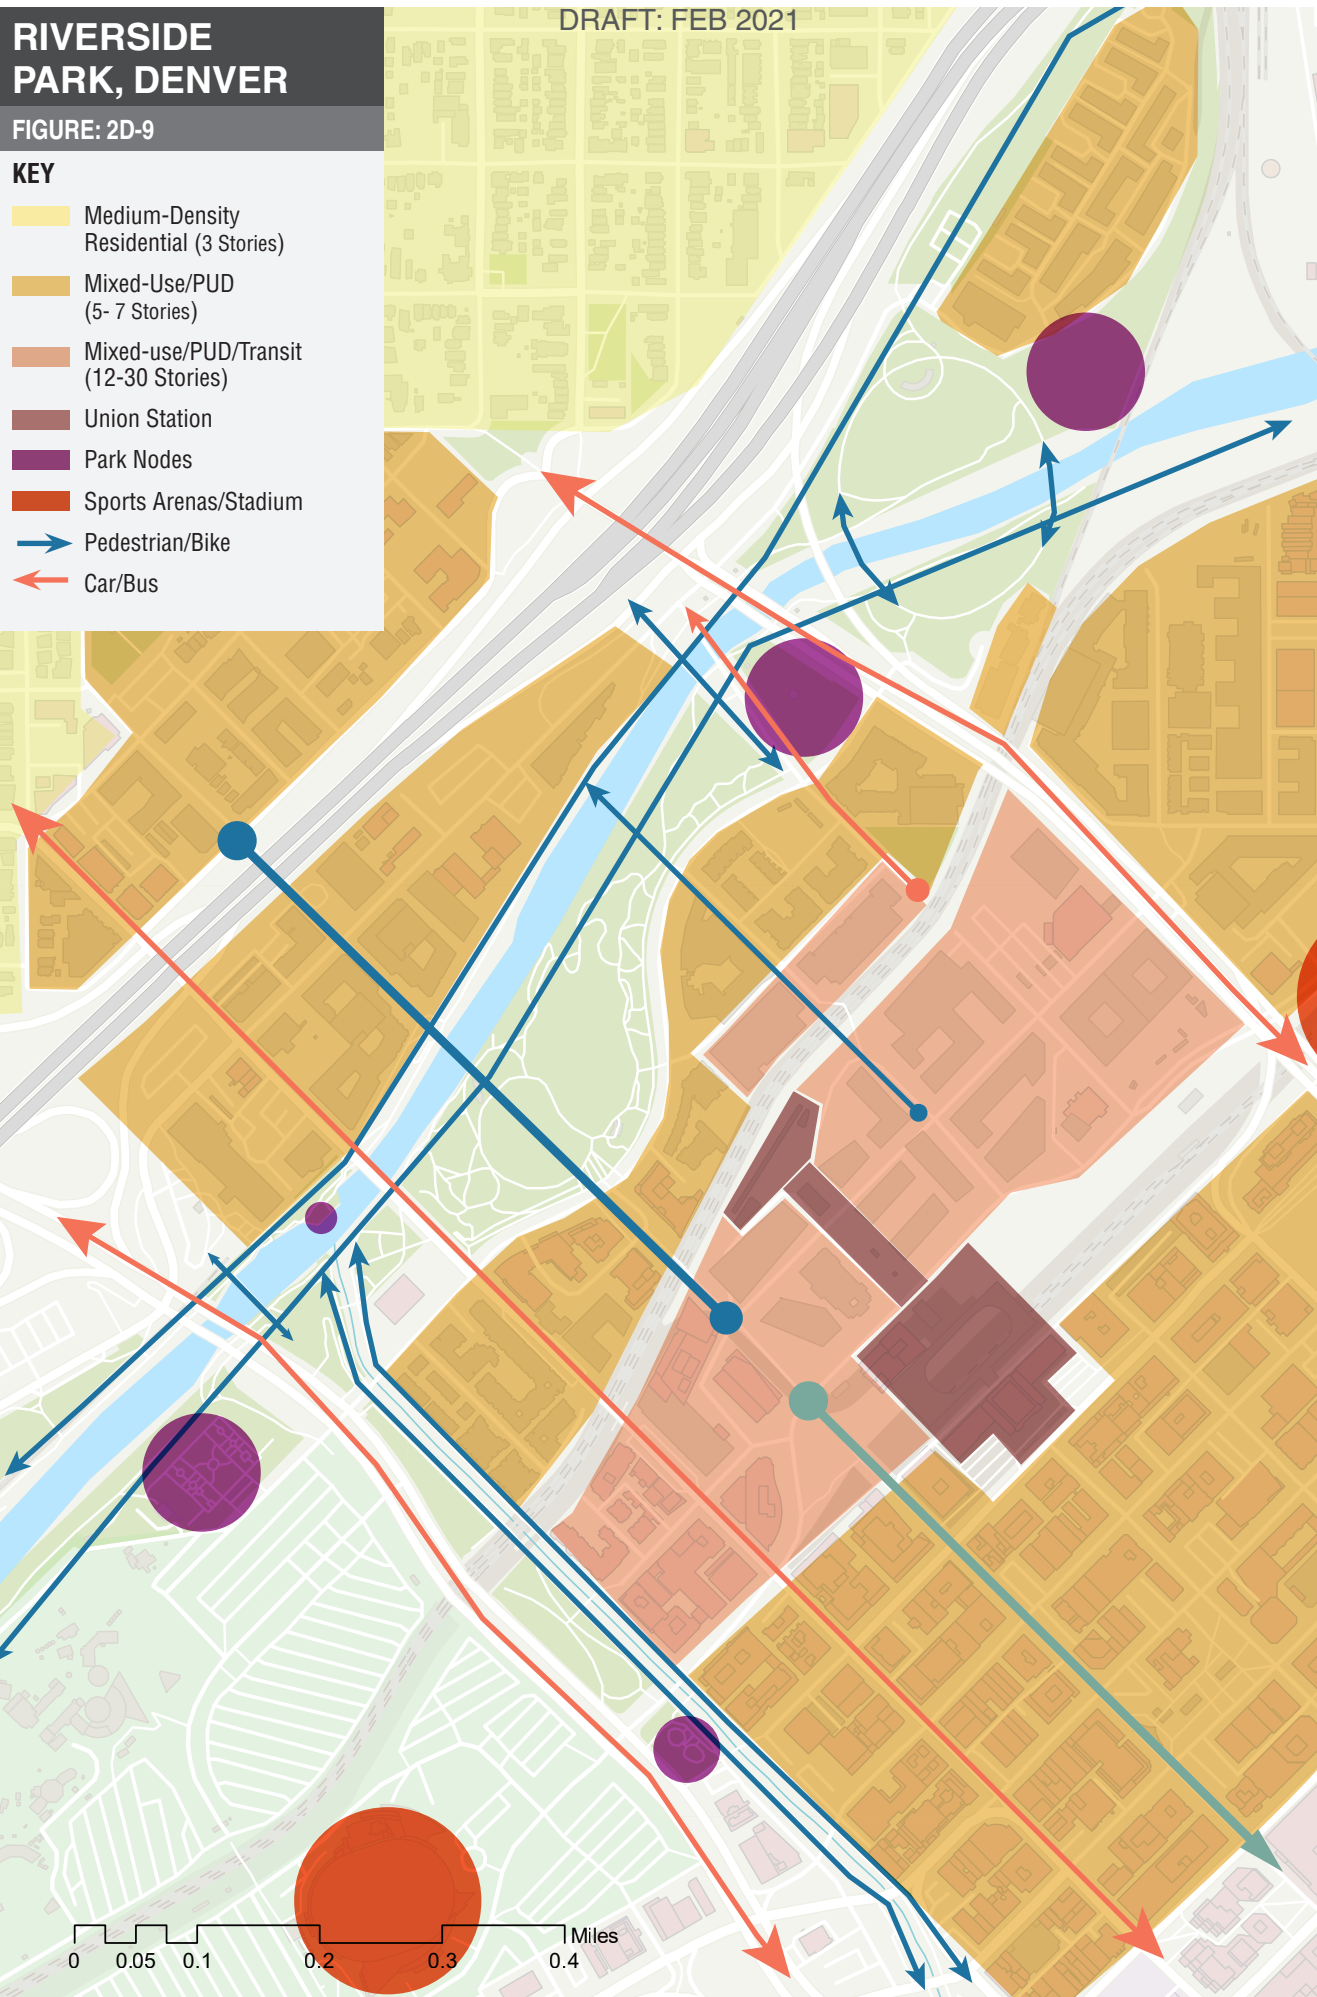 DRAFT: FEB 2021
RIVERSIDE
PARK, DENVER
FIGURE: 2D-9
KEY
Medium-Density
Residential (3 Stories)
Mixed-Use/PUD
(5- 7 Stories)
Mixed-use/PUD/Transit
(12-30 Stories)
Union Station
Park Nodes
Sports Arenas/Stadium
Pedestrian/Bike
Car/Bus
Miles
0 0.05 0.1 0.2 0.3 0.4